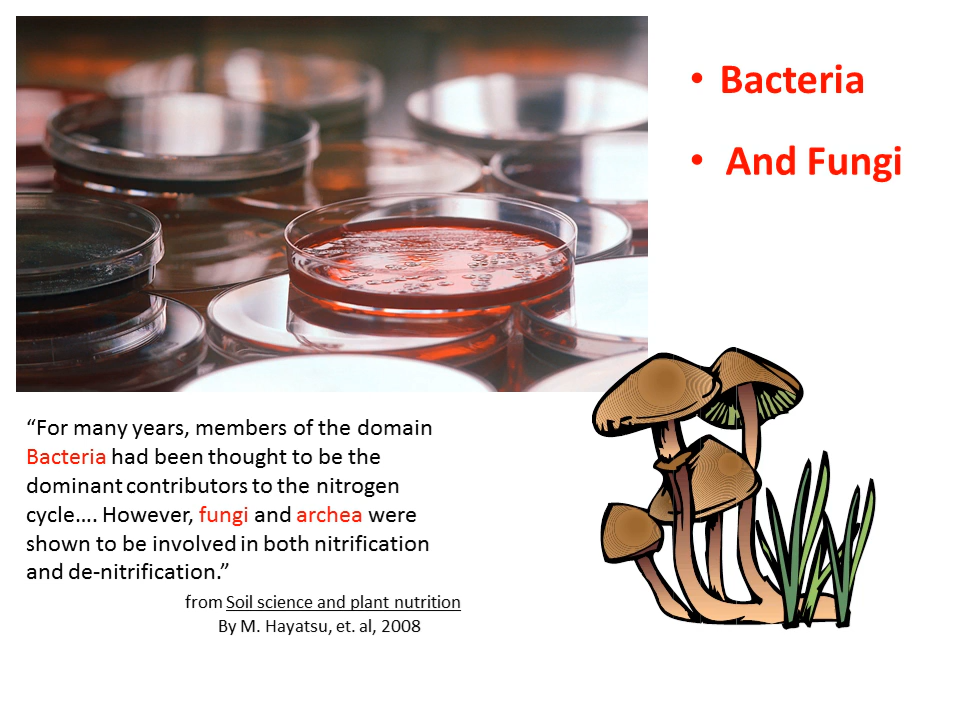 • Bacteria
• And Fungi
“For many years, members of the domain
Bacteria had been thought to be the
dominant contributors to the nitrogen
cycle…. However, fungi and archea were
shown to be involved in both nitrification
and de-nitrification.”
from Soil science and plant nutrition
By M. Hayatsu, et. al, 2008